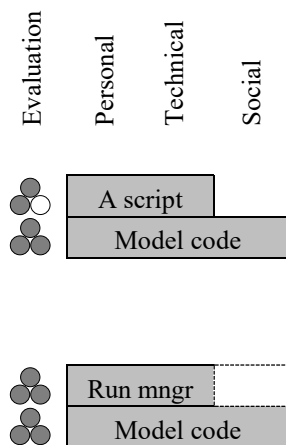 Evaluation
Personal
Technical
Social
A script
Model code
Run mngr
Model code